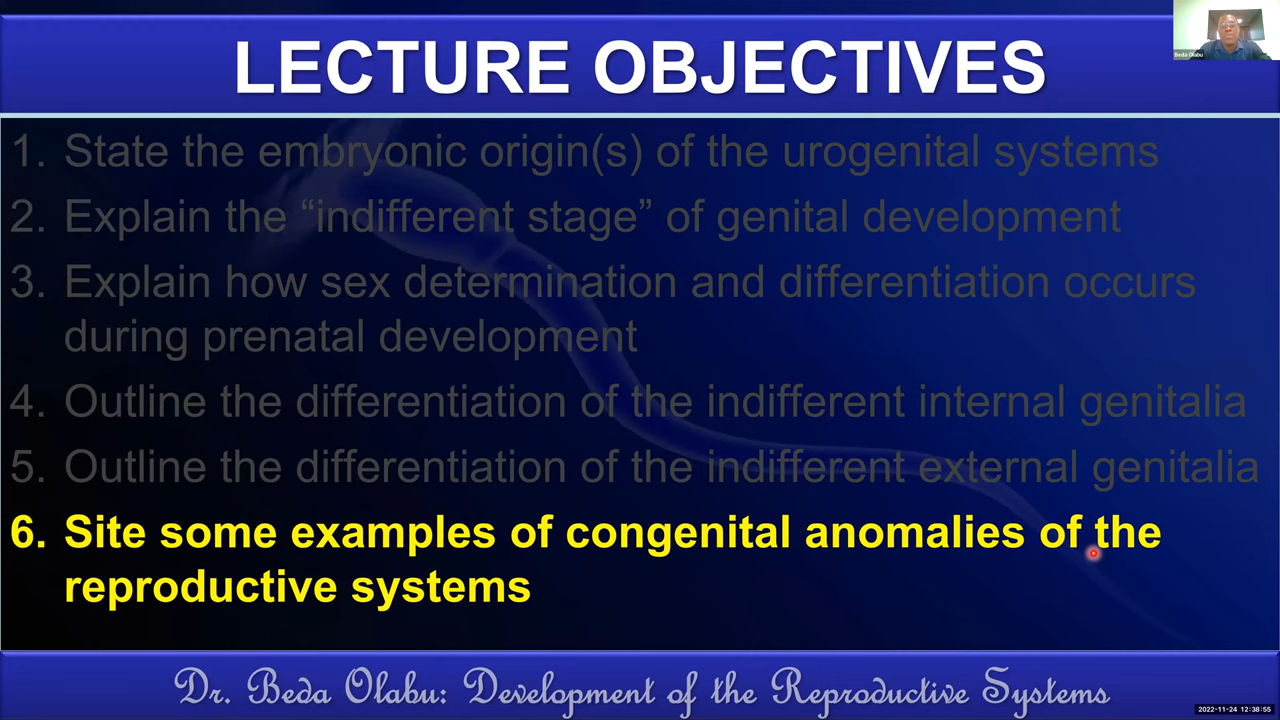 LECTURE OBJECTIVES
Beda Olabu
1. State the embryonic origin(s) of the urogenital systems
2. Explain the “indifferent stage” of genital development
3. Explain how sex determination and differentiation occurs
during prenatal development
4. Outline the differentiation of the indifferent internal genitalia
5. Outline the differentiation of the indifferent external genitalia
6. Site some examples of congenital anomalies of the
reproductive systems
Dr. Beda Olabu: Development of the Reproductive Systems
2022-11-24 12:38:55